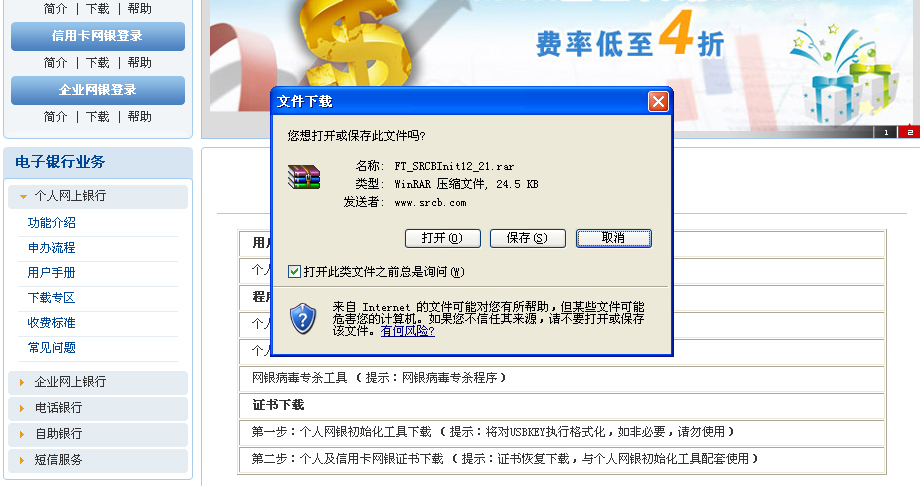 简介 | 下载 | 帮助
信用卡网银登录
简介 | 下载 | 帮助
企业网银登录
简介 | 下载 | 帮助
费率低至4折
1 2
电子银行业务
个人网上银行
功能介绍
申办流程
用户手册
下载专区
收费标准
常见问题
企业网上银行
电话银行
自助银行
短信服务
文件下载
您想打开或保存此文件吗?
名称: FT_SRCBInit12_21.rar
类型: WinRAR 压缩文件, 24.5 KB
发送者: www.srcb.com
打开(O) 保存(S) 取消
打开此类文件之前总是询问(W)
来自 Internet 的文件可能对您有所帮助，但某些文件可能
危害您的计算机。如果您不信任其来源，请不要打开或保存
该文件。有何风险?
用
个
程
个
个
网银病毒专杀工具 （ 提示：网银病毒专杀程序 ）
证书下载
第一步：个人网银初始化工具下载 （ 提示：将对USBKEY执行格式化，如非必要，请勿使用 ）
第二步：个人及信用卡网银证书下载 （ 提示：证书恢复下载，与个人网银初始化工具配套使用 ）